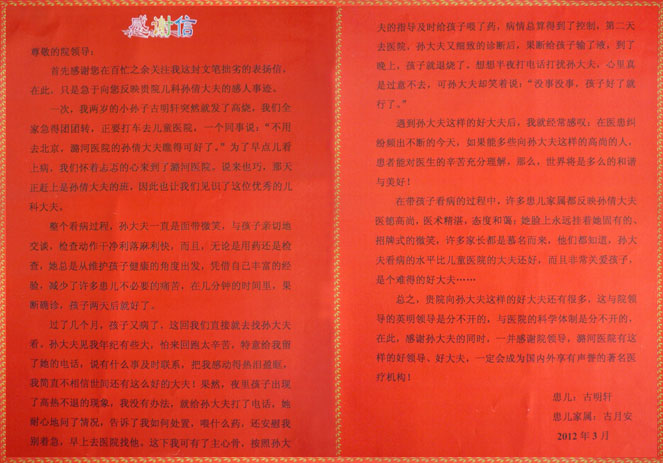 感谢信
尊敬的院领导：
首先感谢您在百忙之余关注我这封文笔拙劣的表扬信。
在此，只是急于向您反映贵院儿科孙倩大夫的感人事迹。
一次，我两岁的小孙子古明轩突然就发了高烧。我们全
家急得团团转，正要打车去儿童医院，一个同事说：“不用
去北京，潞河医院的孙倩大夫瞧得可好了。”为了早点儿看
上病，我们怀着忐忑的心来到了潞河医院。说来也巧，那天
正赶上是孙倩大夫的班，因此也让我们见识了这位优秀的儿
科大夫。
整个看病过程，孙大夫一直是面带微笑，与孩子亲切地
交谈，检查动作干净利落麻利快，而且，无论是用药还是检
查，她总是从维护孩子健康的角度出发，凭借自己丰富的经
验，减少了许多患儿不必要的痛苦，在几分钟的时间里，果
断确诊，孩子两天后就好了。
过了几个月，孩子又病了，这回我们直接就去找孙大夫
看。孙大夫见我年纪有些大，怕来回跑太辛苦，特意给我留
了她的电话，说有什么事及时联系，把我感动得热泪盈眶，
我简直不相信世间还有这么好的大夫！果然，夜里孩子出现
了高热不退的现象，我没有办法，就给孙大夫打了电话，她
耐心地问了情况，告诉了我如何处置，喂什么药，还安慰我
别着急，早上去医院找他。这下我可有了主心骨，按照孙大
夫的指导及时给孩子喂了药，病情总算得到了控制，第二天
去医院，孙大夫又细致的诊断后，果断给孩子输了液，到了
晚上，孩子就退烧了。想想半夜打电话打扰孙大夫，心里真
是过意不去，可孙大夫却笑着说：“没事没事，孩子好了就
行了。”
遇到孙大夫这样的好大夫后，我就经常感叹：在医患纠
纷频出不断的今天，如果能多些向孙大夫这样的高尚的人，
患者能对医生的辛苦充分理解，那么，世界将是多么的和谐
与美好！
在带孩子看病的过程中，许多患儿家属都反映孙倩大夫
医德高尚，医术精湛，态度和蔼；她脸上永远挂着她固有的、
招牌式的微笑，许多家长都是慕名而来，他们都知道，孙大
夫看病的水平比儿童医院的大夫还好，而且非常关爱孩子，
是个难得的好大夫……
总之，贵院向孙大夫这样的好大夫还有很多，这与院领
导的英明领导是分不开的，与医院的科学体制是分不开的，
在此，感谢孙大夫的同时，一并感谢院领导，潞河医院有这
样的好领导、好大夫，一定会成为国内外享有声誉的著名医
疗机构！
患儿：古明轩
患儿家属：古月安
2012年3月